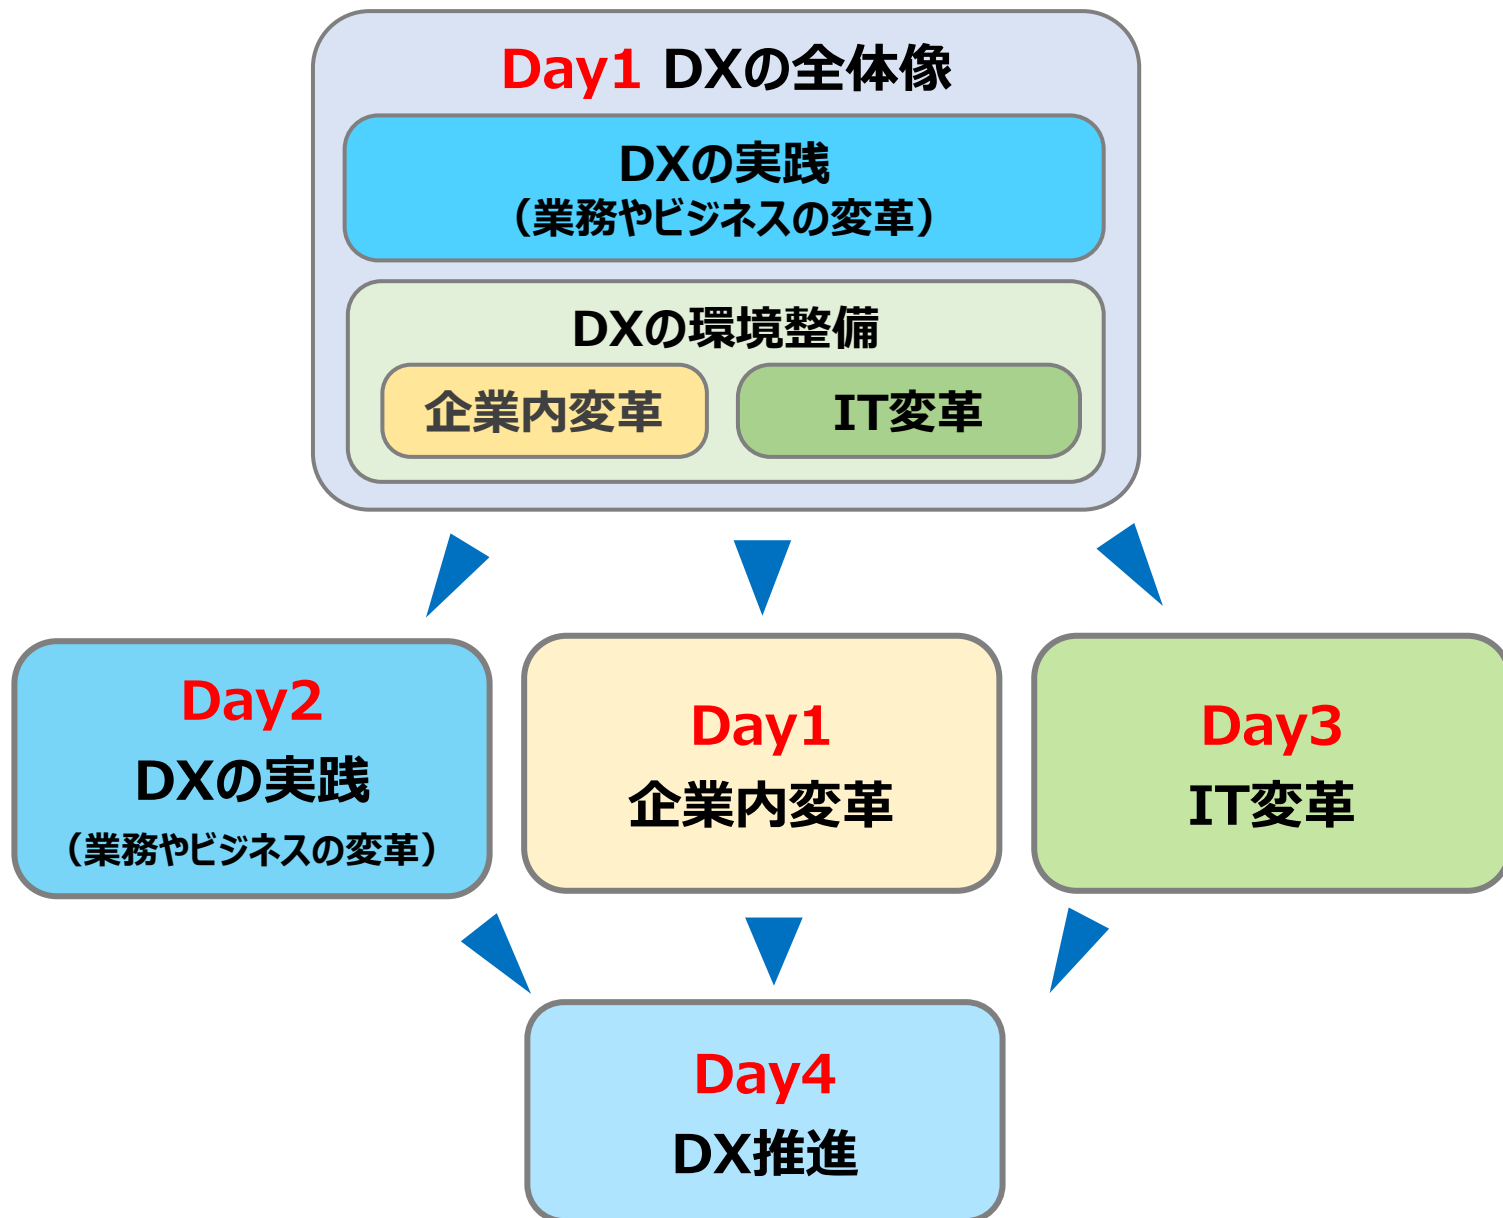 Day1 DXの全体像
DXの実践
（業務やビジネスの変革）
DXの環境整備
企業内変革
IT変革
Day2
DXの実践
（業務やビジネスの変革）
Day1
企業内変革
Day3
IT変革
Day4
DX推進